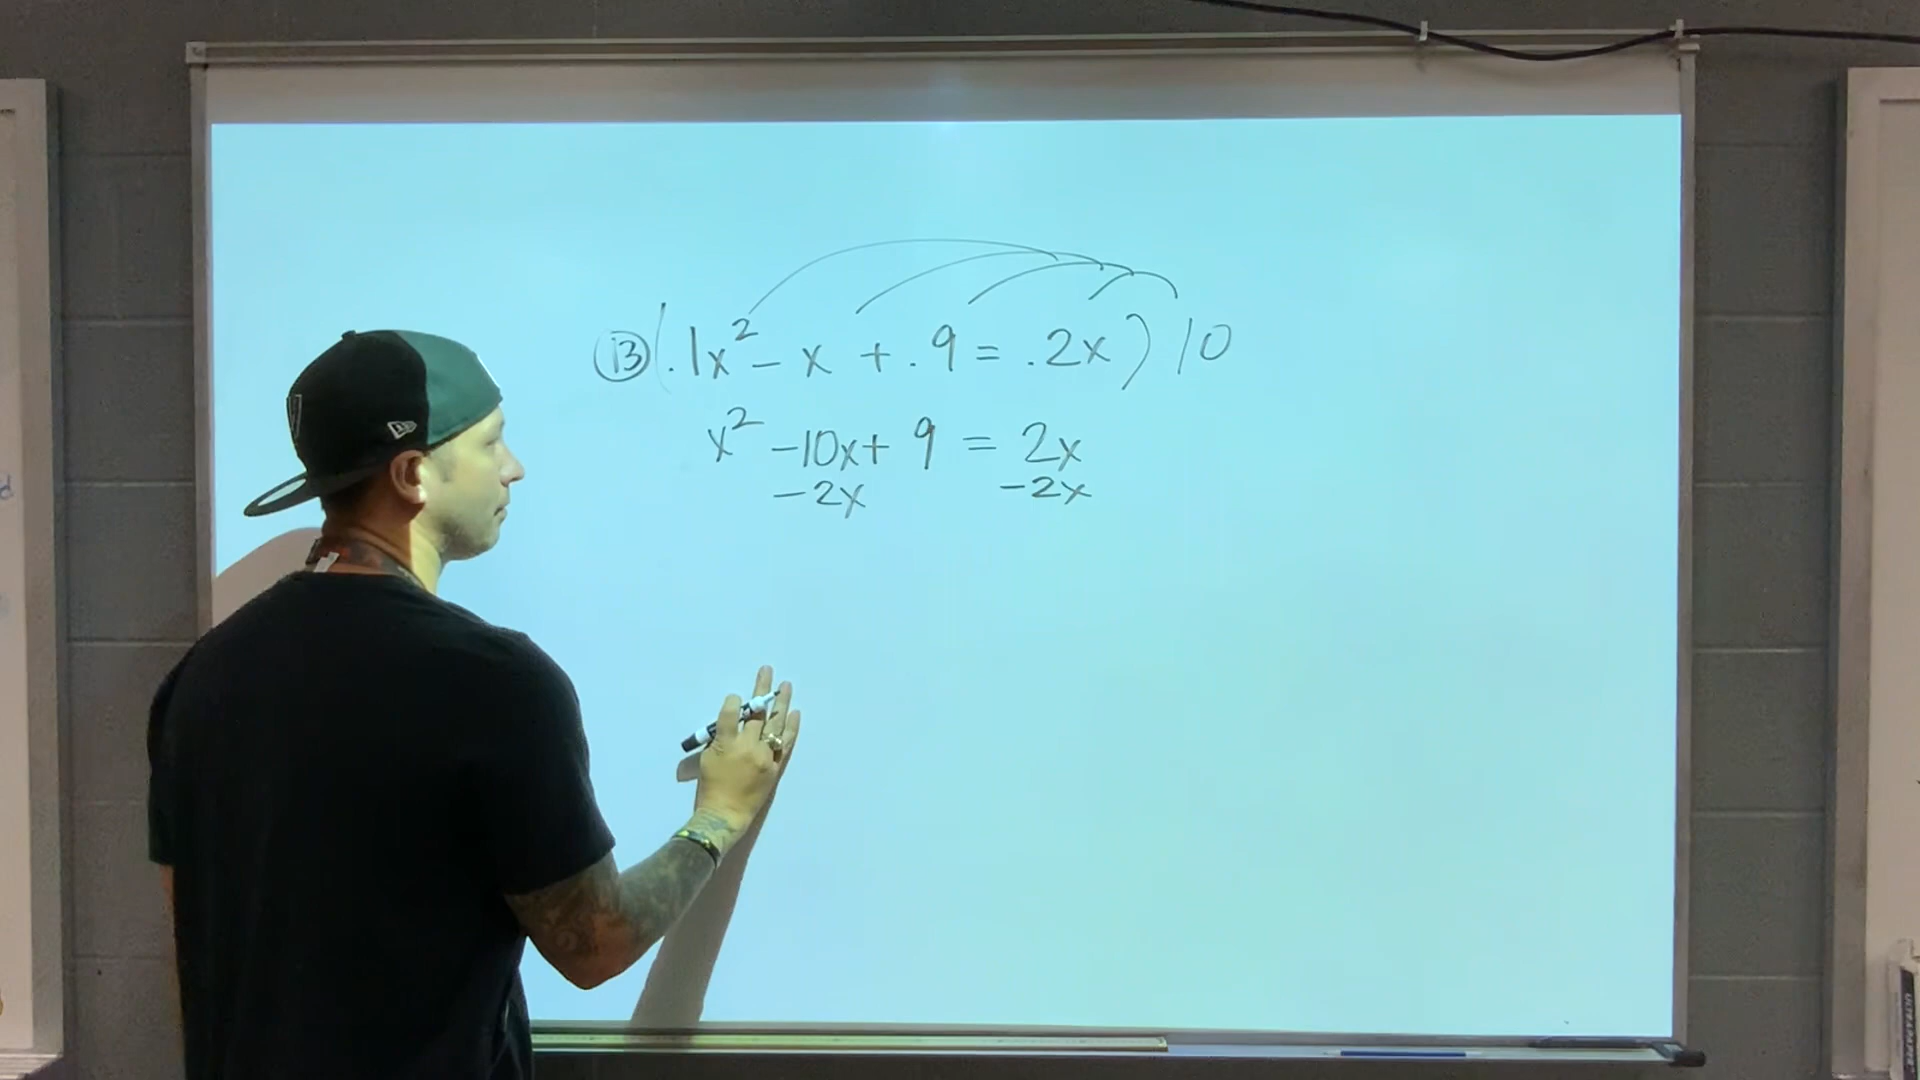 ⑬ (.1x² - x + .9 = .2x) 10
x² -10x + 9 = 2x
-2x -2x